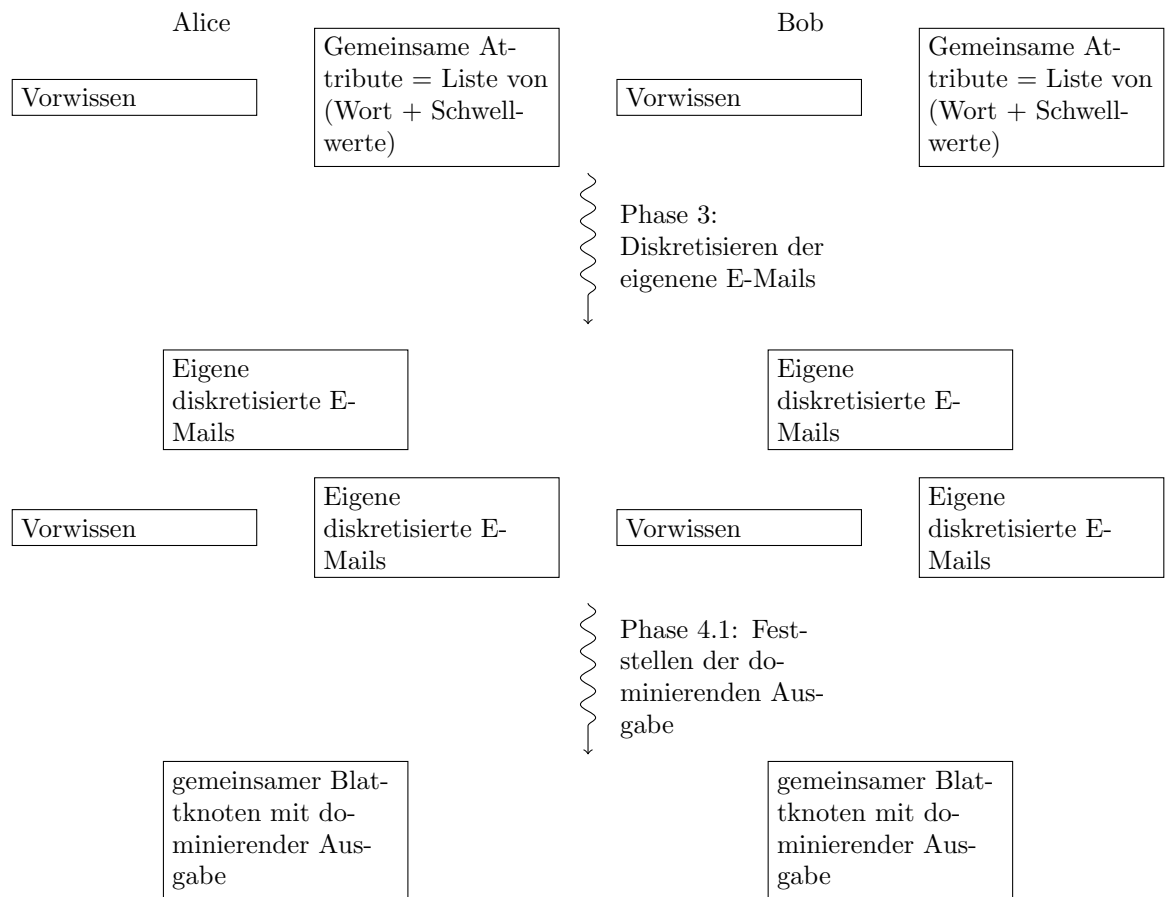 Alice
Bob
Vorwissen
Gemeinsame At-
tribute = Liste von
(Wort + Schwell-
werte)
Vorwissen
Gemeinsame At-
tribute = Liste von
(Wort + Schwell-
werte)
Phase 3:
Diskretisieren der
eigenene E-Mails
Eigene
diskretisierte E-
Mails
Eigene
diskretisierte E-
Mails
Vorwissen
Eigene
diskretisierte E-
Mails
Vorwissen
Eigene
diskretisierte E-
Mails
Phase 4.1: Fest-
stellen der do-
minierenden Aus-
gabe
gemeinsamer Blat-
tknoten mit do-
minierender Aus-
gabe
gemeinsamer Blat-
tknoten mit do-
minierender Aus-
gabe